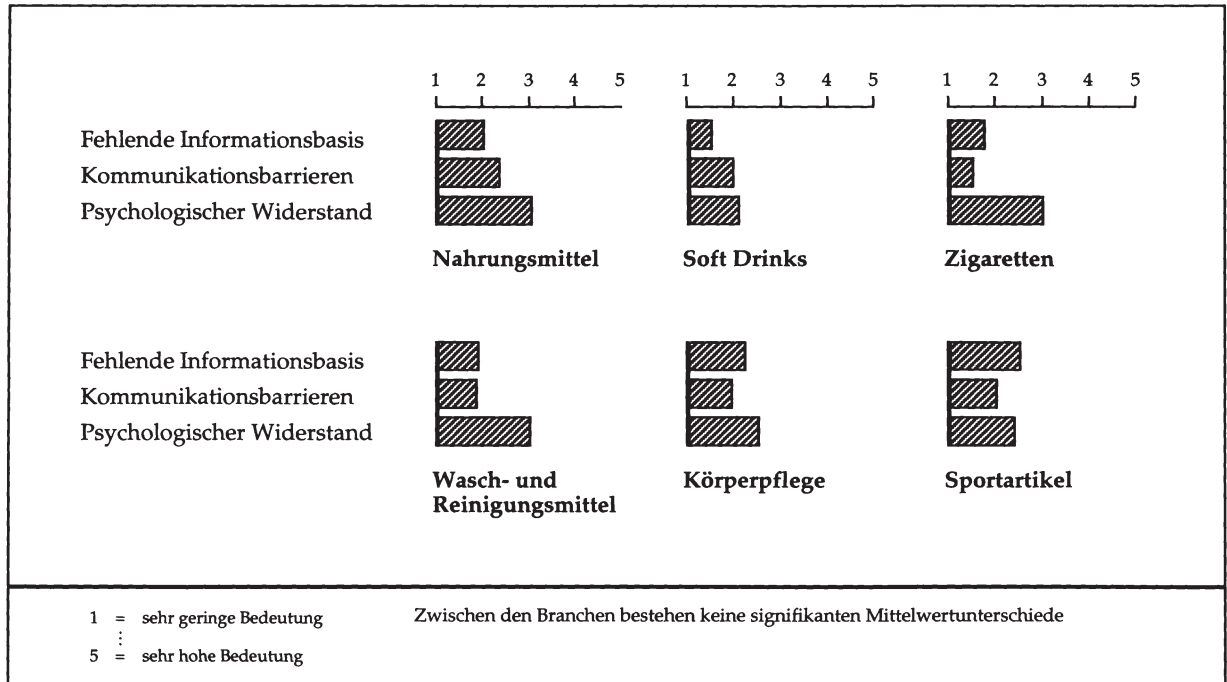 1 2 3 4 5 1 2 3 4 5 1 2 3 4 5
Fehlende Informationsbasis
Kommunikationsbarrieren
Psychologischer Widerstand
Nahrungsmittel Soft Drinks Zigaretten
Fehlende Informationsbasis
Kommunikationsbarrieren
Psychologischer Widerstand
Wasch- und Körperpflege Sportartikel
Reinigungsmittel
1 = sehr geringe Bedeutung Zwischen den Branchen bestehen keine signifikanten Mittelwertunterschiede
⋮
5 = sehr hohe Bedeutung